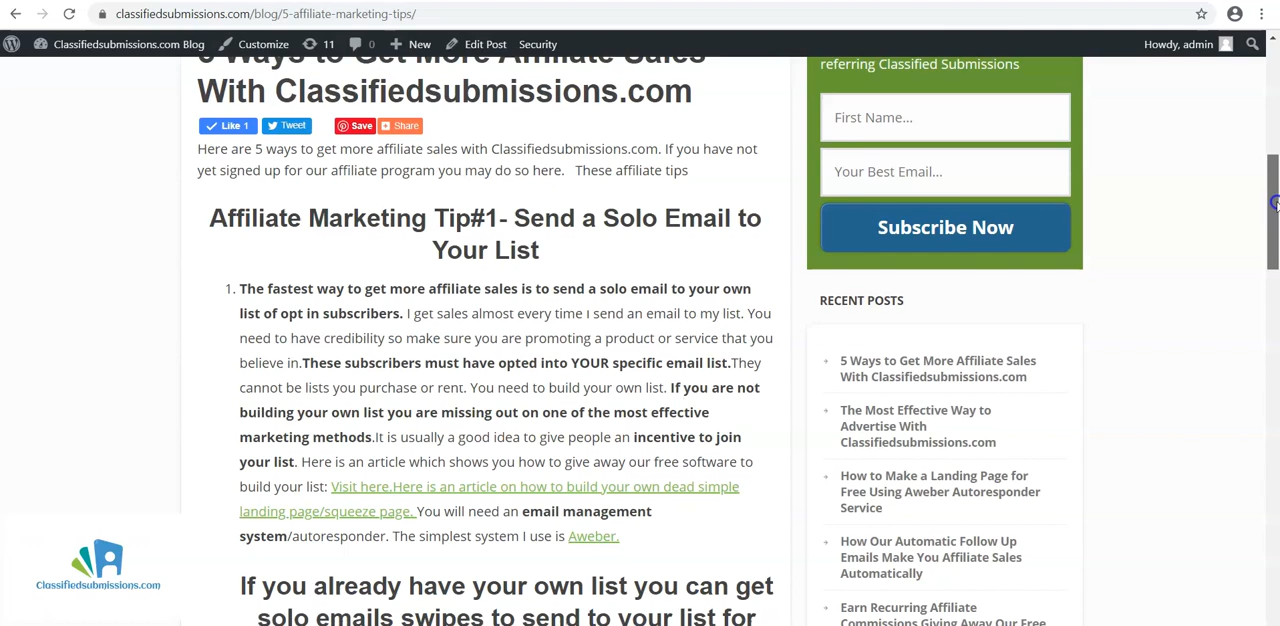 classifiedsubmissions.com/blog/5-affiliate-marketing-tips/
Classifiedsubmissions.com Blog
Customize
11
0
New
Edit Post
Security
Howdy, admin
5 Ways to Get More Affiliate Sales
With Classifiedsubmissions.com
Like 1
Tweet
Save
Share
Here are 5 ways to get more affiliate sales with Classifiedsubmissions.com. If you have not
yet signed up for our affiliate program you may do so here. These affiliate tips
Affiliate Marketing Tip#1- Send a Solo Email to
Your List
1. The fastest way to get more affiliate sales is to send a solo email to your own
list of opt in subscribers. I get sales almost every time i send an email to my list. You
need to have credibility so make sure you are promoting a product or service that you
believe in.These subscribers must have opted into YOUR specific email list.They
cannot be lists you purchase or rent. You need to build your own list. If you are not
building your own list you are missing out on one of the most effective
marketing methods.It is usually a good idea to give people an incentive to join
your list. Here is an article which shows you how to give away our free software to
build your list: Visit here.Here is an article on how to build your own dead simple
landing page/squeeze page. You will need an email management
system/autoresponder. The simplest system I use is Aweber.
If you already have your own list you can get
solo emails swipes to send to your list for
referring Classified Submissions
First Name...
Your Best Email...
Subscribe Now
RECENT POSTS
5 Ways to Get More Affiliate Sales
With Classifiedsubmissions.com
The Most Effective Way to
Advertise With
Classifiedsubmissions.com
How to Make a Landing Page for
Free Using Aweber Autoresponder
Service
How Our Automatic Follow Up
Emails Make You Affiliate Sales
Automatically
Earn Recurring Affiliate
Commissions Giving Away Our Free
Classifiedsubmissions.com